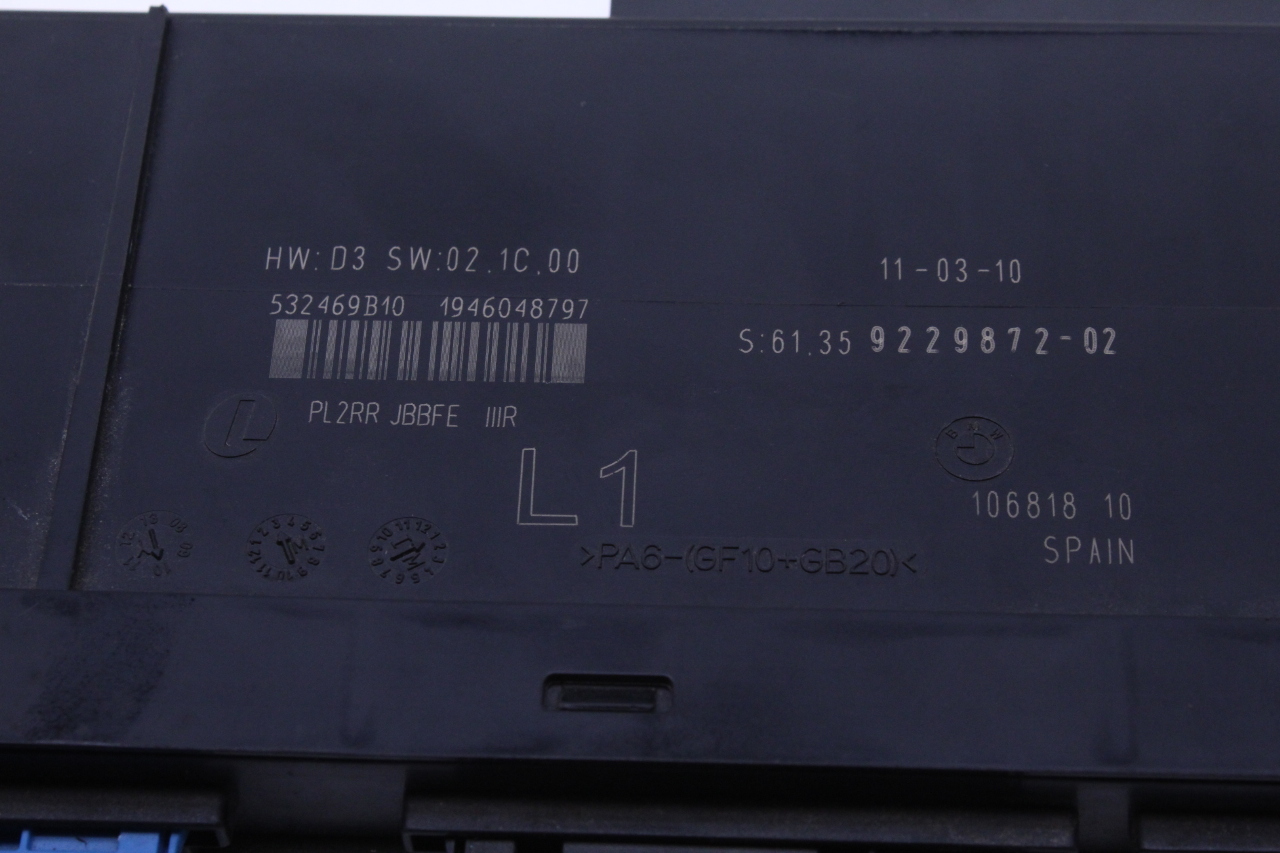 HW: D3 SW:02.1C.00
11-03-10
532469B10 1946048797
S:61.35 9229872-02
PL2RR JBBFE IIIR
L
BMW
L1
106818 10
SPAIN
>PA6-(GF10+GB20)<